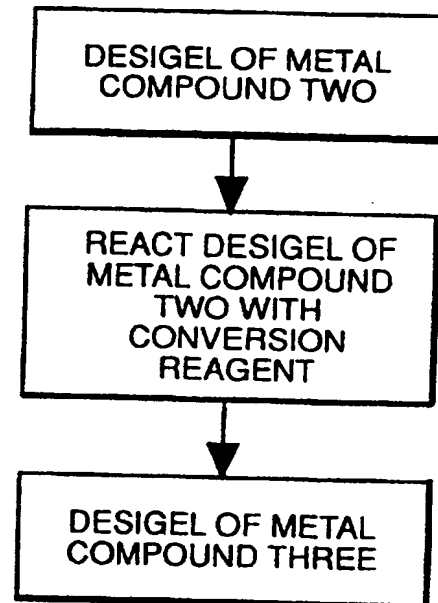 DESIGEL OF METAL
COMPOUND TWO
REACT DESIGEL OF
METAL COMPOUND
TWO WITH
CONVERSION
REAGENT
DESIGEL OF METAL
COMPOUND THREE